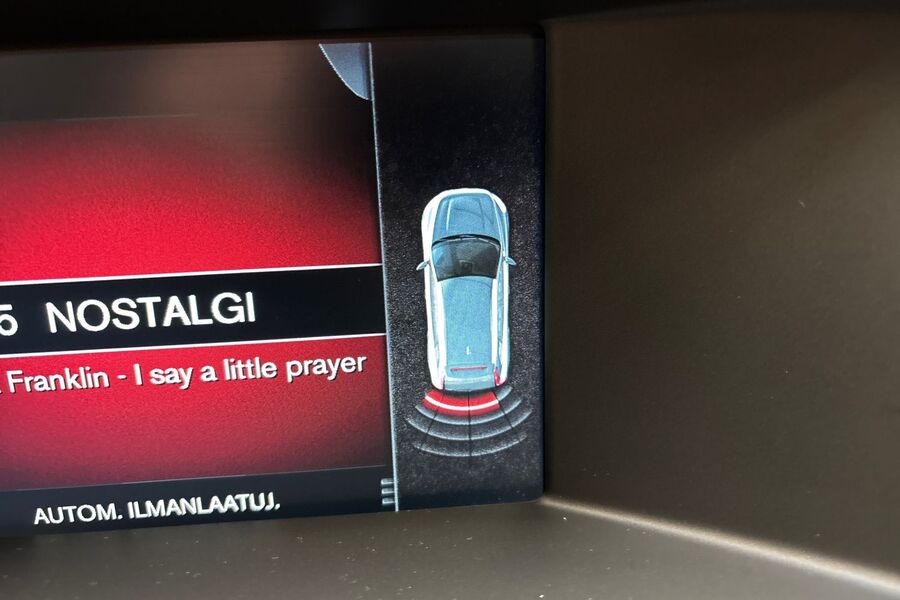 5 NOSTALGI
Franklin - I say a little prayer
AUTOM. ILMANLAATUJ.